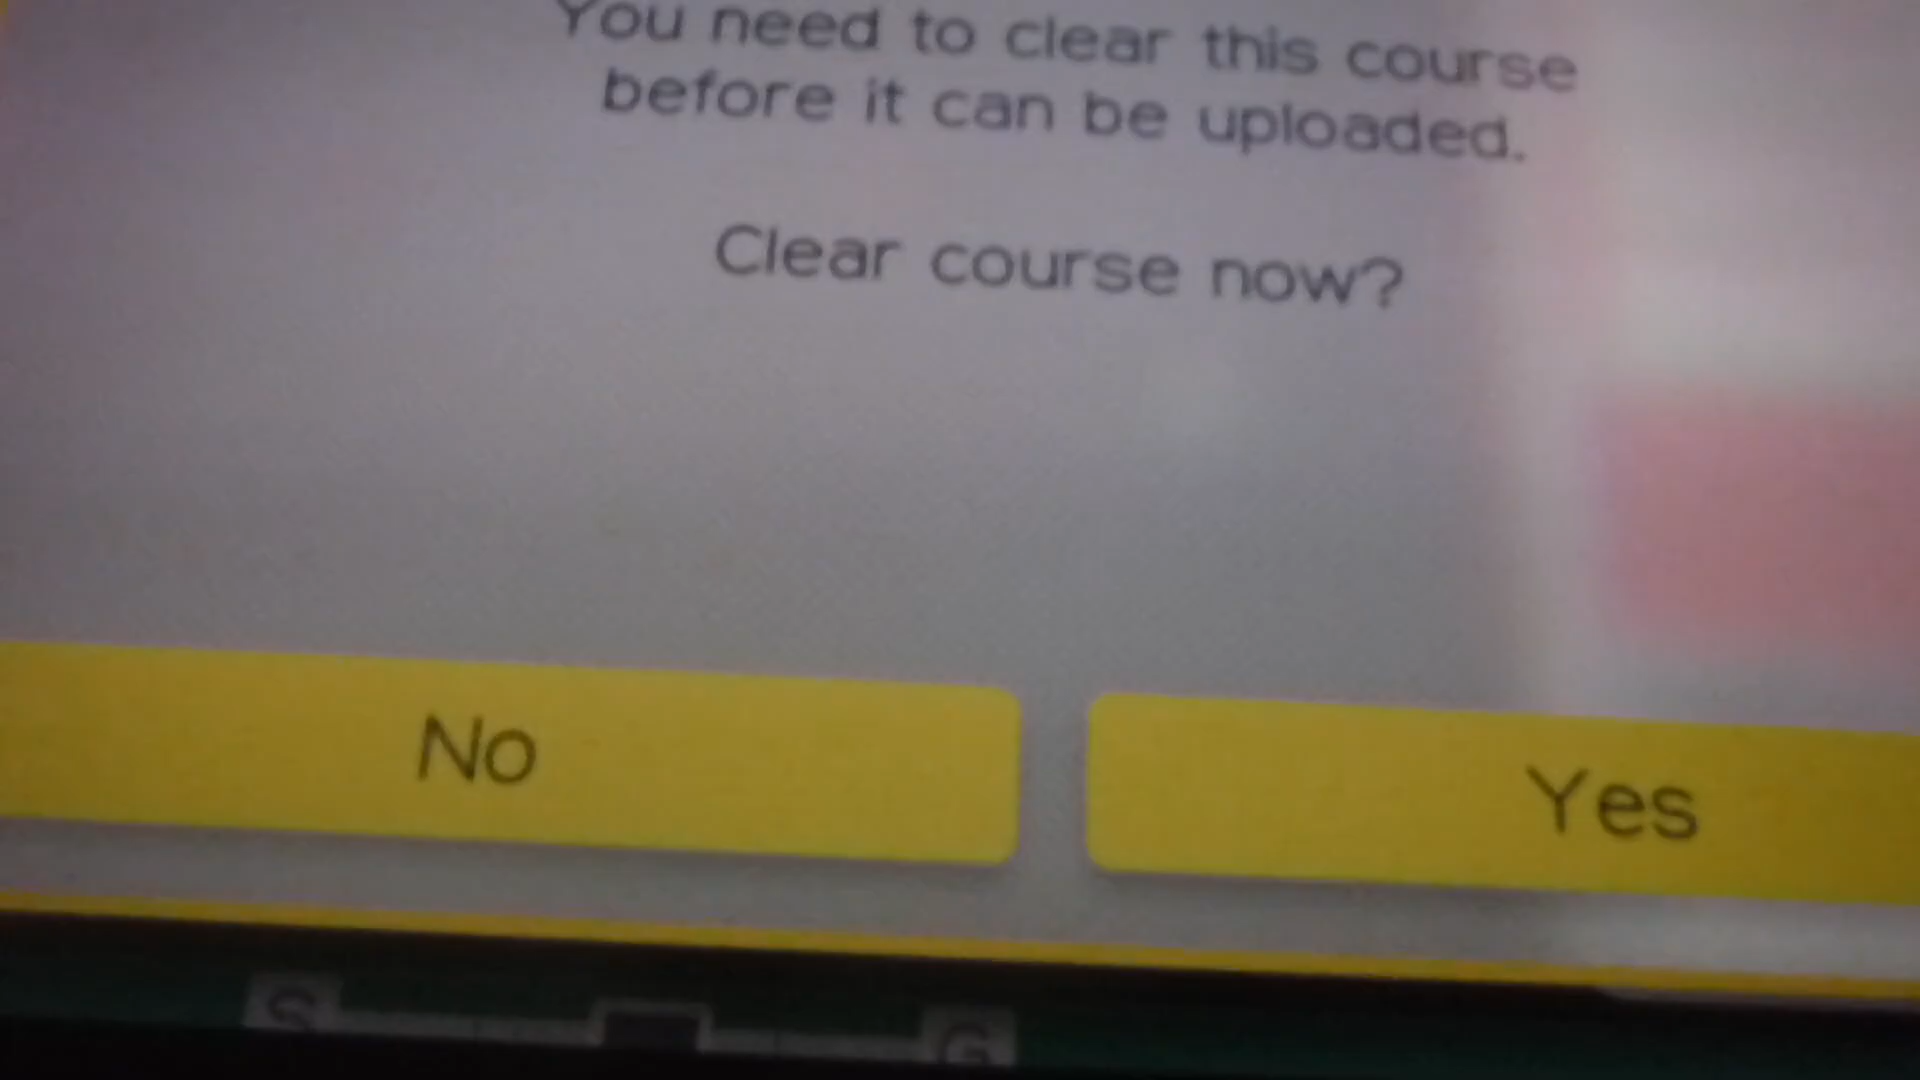 You need to clear this course
before it can be uploaded.
Clear course now?
No
Yes
S
G